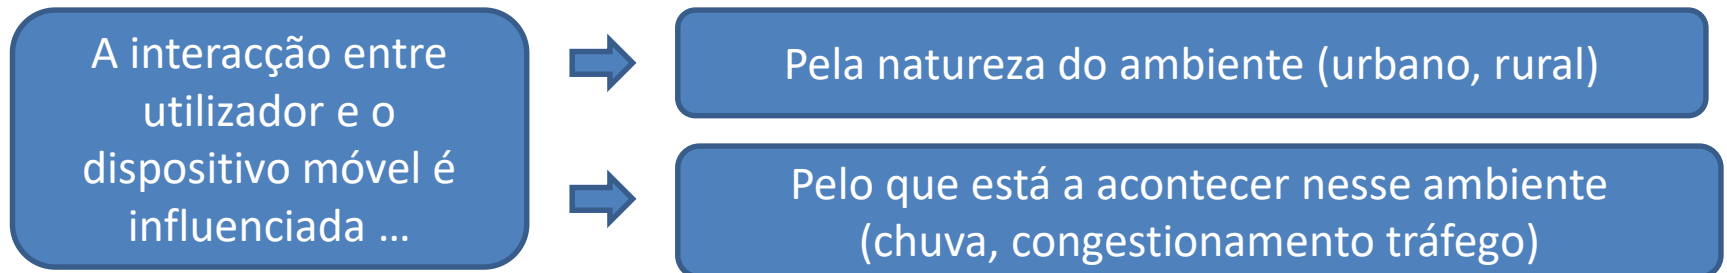 A interacção entre
utilizador e o
dispositivo móvel é
influenciada …
Pela natureza do ambiente (urbano, rural)
Pelo que está a acontecer nesse ambiente
(chuva, congestionamento tráfego)